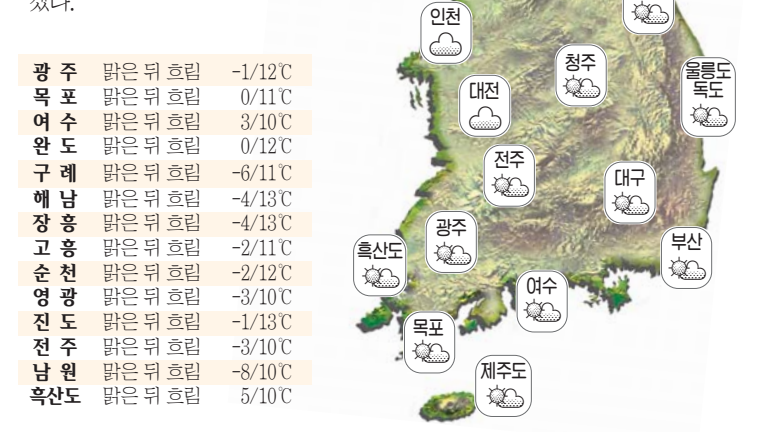 졌다.
광 주 맑은 뒤 흐림 -1/12℃
목 포 맑은 뒤 흐림 0/11℃
여 수 맑은 뒤 흐림 3/10℃
완 도 맑은 뒤 흐림 0/12℃
구 례 맑은 뒤 흐림 -6/11℃
해 남 맑은 뒤 흐림 -4/13℃
장 흥 맑은 뒤 흐림 -4/13℃
고 흥 맑은 뒤 흐림 -2/11℃
순 천 맑은 뒤 흐림 -2/12℃
영 광 맑은 뒤 흐림 -3/10℃
진 도 맑은 뒤 흐림 -1/13℃
전 주 맑은 뒤 흐림 -3/10℃
남 원 맑은 뒤 흐림 -8/10℃
흑산도 맑은 뒤 흐림 5/10℃
인천
청주
울릉도
독도
대전
전주
대구
광주
흑산도
부산
여수
목포
제주도